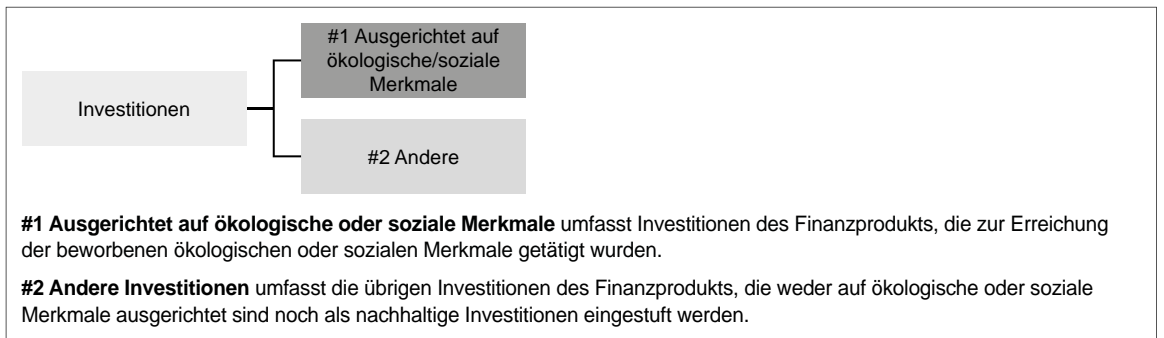 #1 Ausgerichtet auf
ökologische/soziale
Merkmale
Investitionen
#2 Andere
#1 Ausgerichtet auf ökologische oder soziale Merkmale umfasst Investitionen des Finanzprodukts, die zur Erreichung
der beworbenen ökologischen oder sozialen Merkmale getätigt wurden.
#2 Andere Investitionen umfasst die übrigen Investitionen des Finanzprodukts, die weder auf ökologische oder soziale
Merkmale ausgerichtet sind noch als nachhaltige Investitionen eingestuft werden.